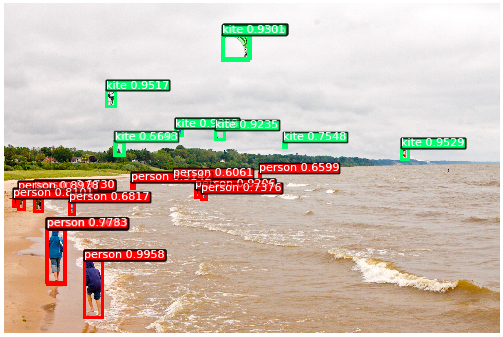 kite 0.9301
kite 0.9517
kite 0.9235
kite 0.5693
kite 0.7548
kite 0.9529
person 0.6599
person 0.6061
person
person 0.7376
person 0.6817
person 0.7783
person 0.9958